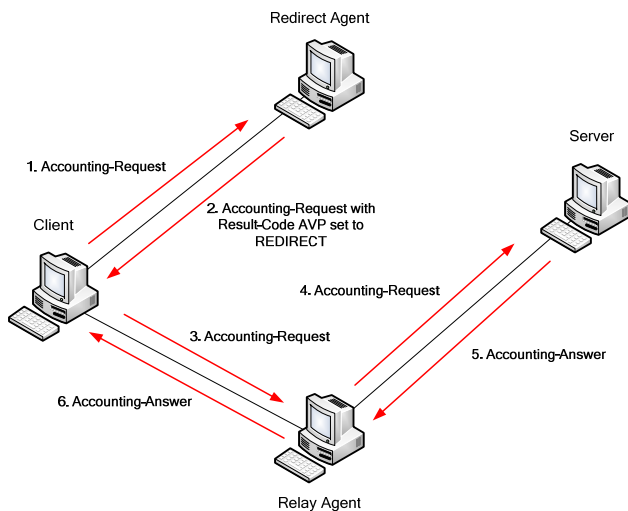 Redirect Agent
Server
1. Accounting-Request
2. Accounting-Request with
Result-Code AVP set to
REDIRECT
Client
4. Accounting-Request
3. Accounting-Request
5. Accounting-Answer
6. Accounting-Answer
Relay Agent